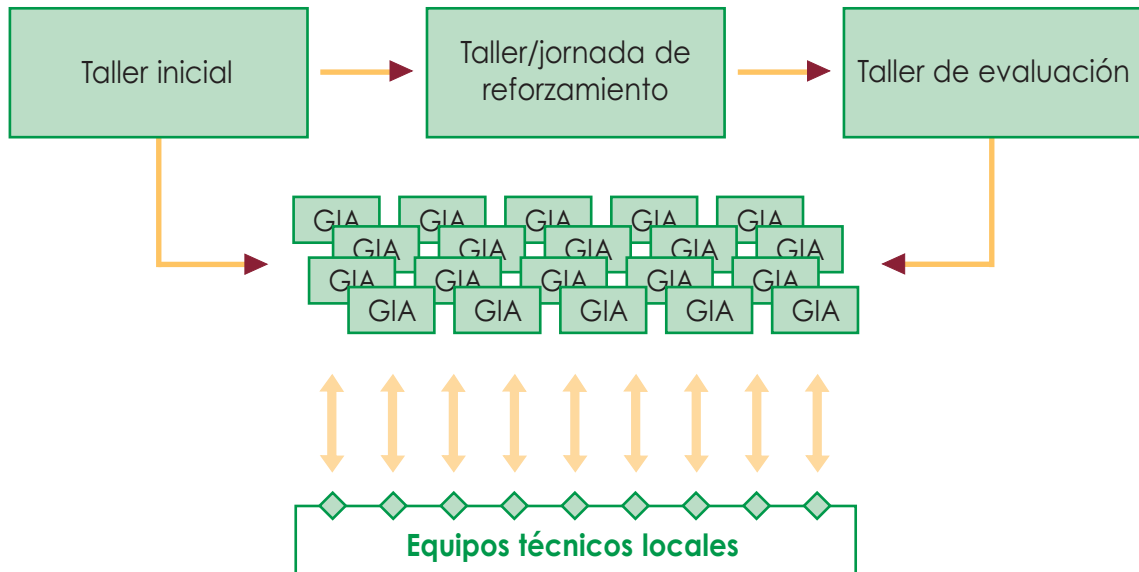 Taller inicial
Taller/jornada de
reforzamiento
Taller de evaluación
GIA GIA GIA GIA GIA
GIA GIA GIA GIA GIA
GIA GIA GIA GIA GIA
GIA GIA GIA GIA GIA
Equipos técnicos locales